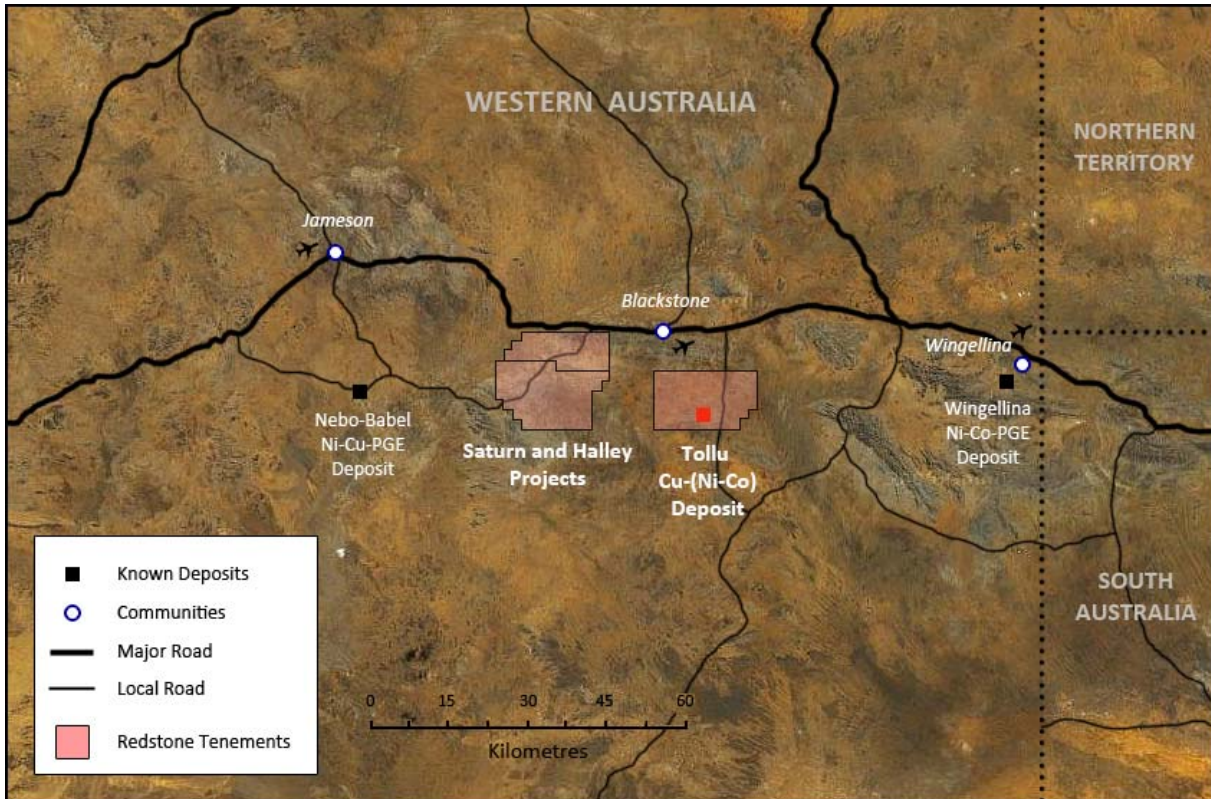 WESTERN AUSTRALIA
NORTHERN
TERRITORY
Jameson
Blackstone
Wingellina
Nebo-Babel
Ni-Cu-PGE
Deposit
Saturn and Halley
Projects
Tollu
Cu-(Ni-Co)
Deposit
Wingellina
Ni-Co-PGE
Deposit
SOUTH
AUSTRALIA
Known Deposits
Communities
Major Road
Local Road
Redstone Tenements
0 15 30 45 60
Kilometres